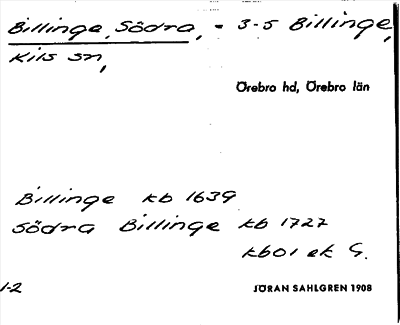 Billinge, Södra, - 3-5 Billinge,
Kils sn,
Örebro hd, Örebro län
Billinge kb 1639
Södra Billinge kb 1727
kb01 ek G.
1-2
JÖRAN SAHLGREN 1908